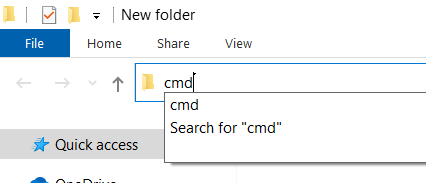 New folder
File Home Share View
cmd
cmd
Search for "cmd"
Quick access
OneDrive